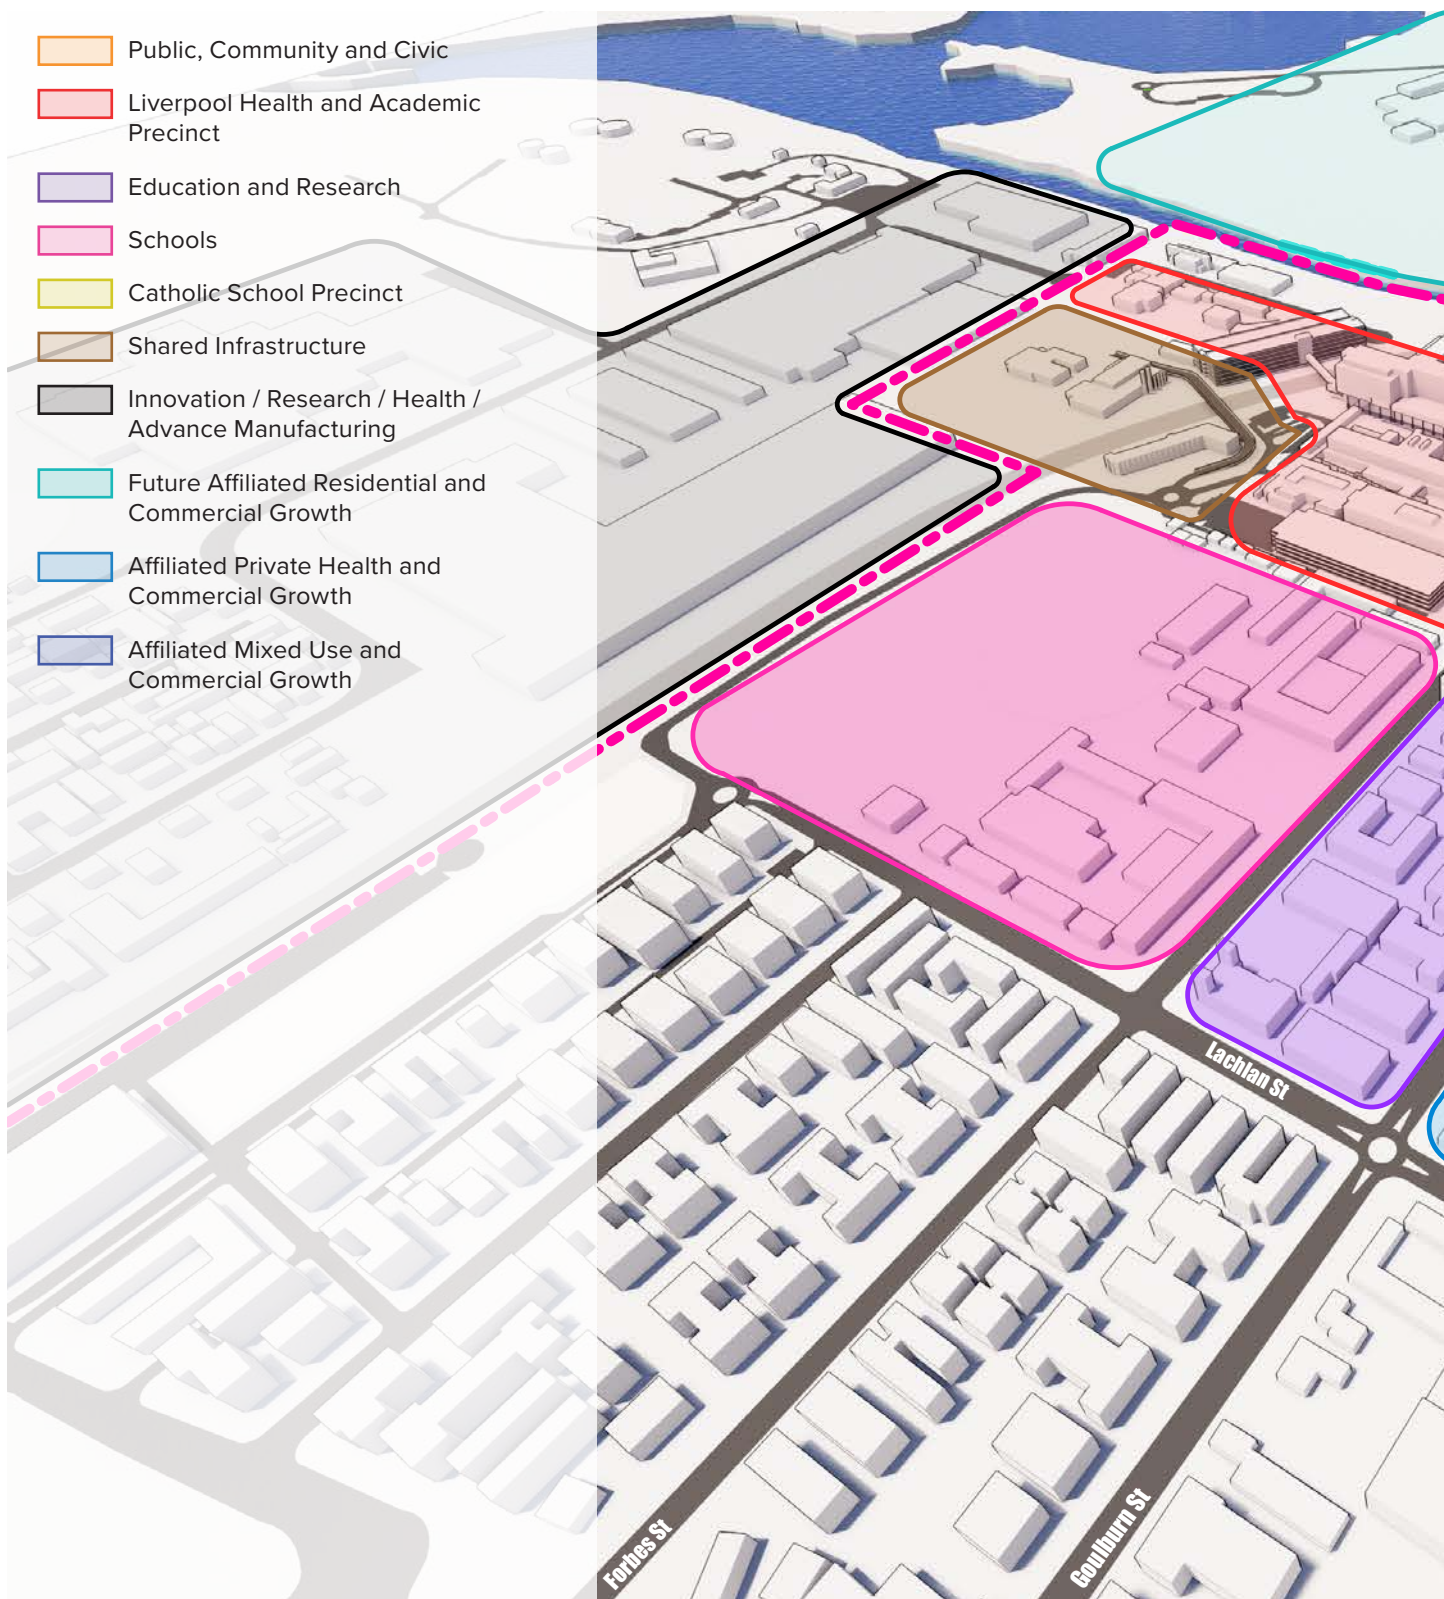 Public, Community and Civic
Liverpool Health and Academic
Precinct
Education and Research
Schools
Catholic School Precinct
Shared Infrastructure
Innovation / Research / Health /
Advance Manufacturing
Future Affiliated Residential and
Commercial Growth
Affiliated Private Health and
Commercial Growth
Affiliated Mixed Use and
Commercial Growth
Lachlan St
Forbes St
Goulburn St